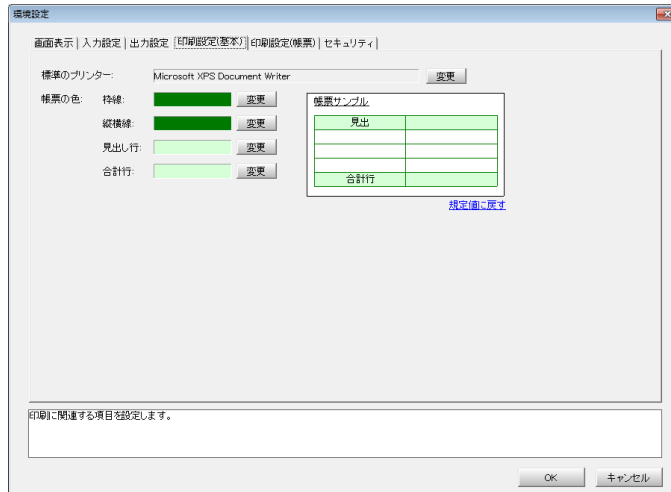 環境設定
画面表示 入力設定 出力設定 印刷設定(基本) 印刷設定(帳票) セキュリティ
標準のプリンター: Microsoft XPS Document Writer 変更
帳票の色: 枠線: 変更
縦横線: 変更
見出し行: 変更
合計行: 変更
帳票サンプル
見出
合計行
規定値に戻す
印刷に関連する項目を設定します。
OK キャンセル